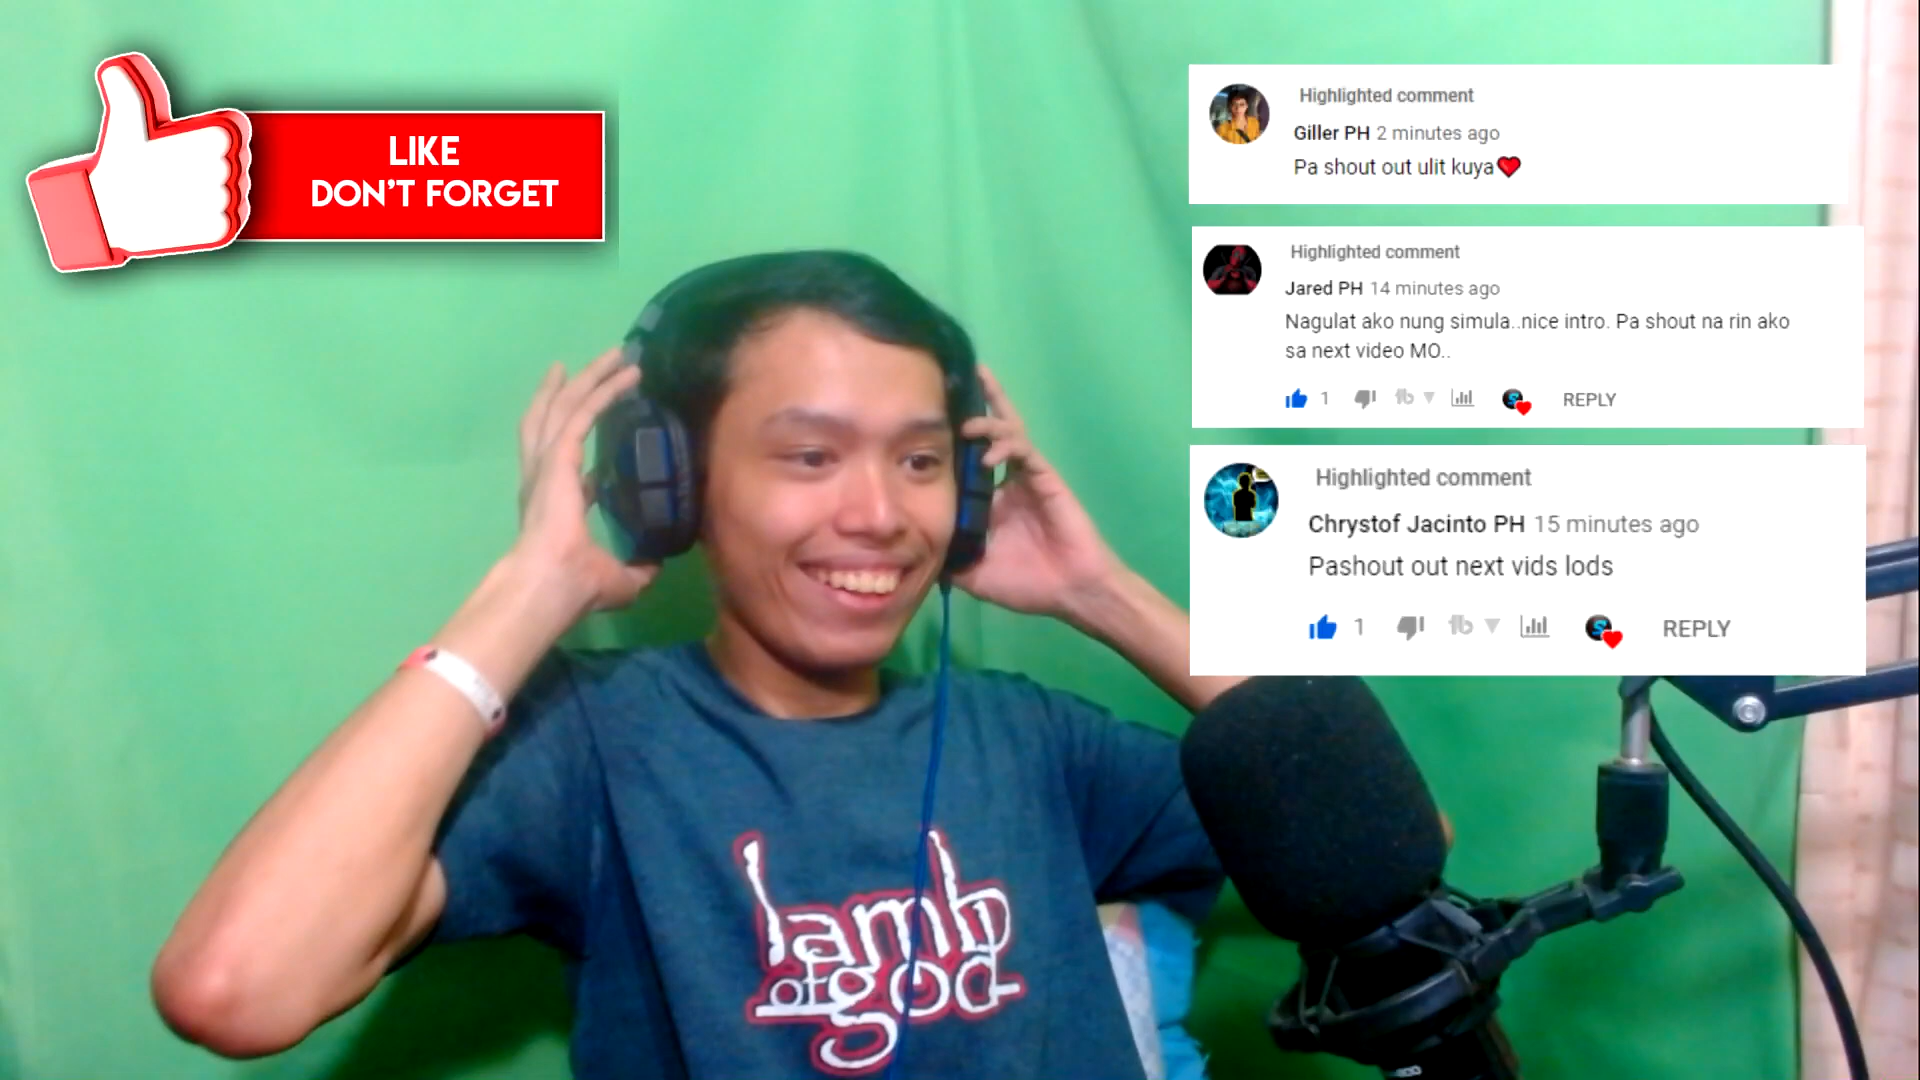 LIKE
DON'T FORGET
Highlighted comment
Giller PH 2 minutes ago
Pa shout out ulit kuya❤
Highlighted comment
Jared PH 14 minutes ago
Nagulat ako nung simula..nice intro. Pa shout na rin ako
sa next video MO..
1 REPLY
Highlighted comment
Chrystof Jacinto PH 15 minutes ago
Pashout out next vids lods
1 REPLY
lamb
of god